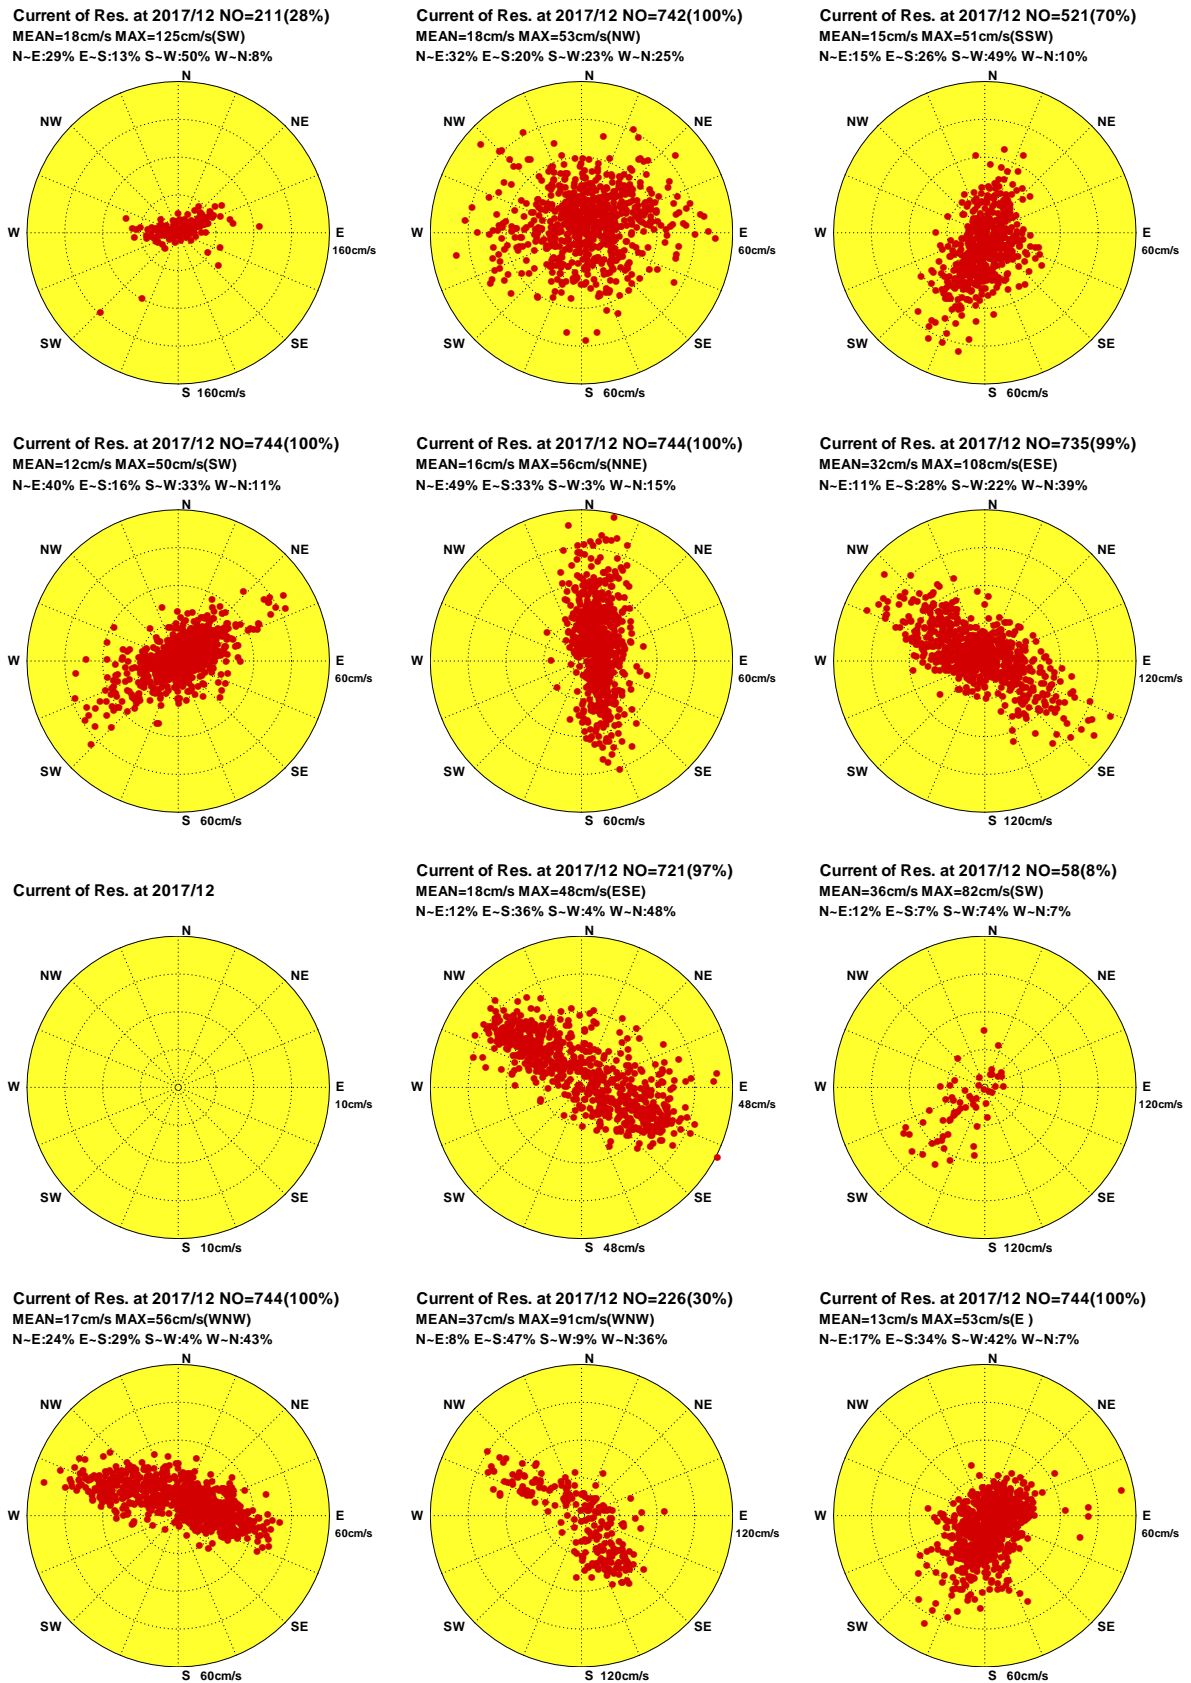 Current of Res. at 2017/12 NO=211(28%)
MEAN=18cm/s MAX=125cm/s(SW)
N~E:29% E~S:13% S~W:50% W~N:8%
N
NW
NE
W
E
160cm/s
SW
SE
S 160cm/s
Current of Res. at 2017/12 NO=742(100%)
MEAN=18cm/s MAX=53cm/s(NW)
N~E:32% E~S:20% S~W:23% W~N:25%
N
NW
NE
W
E
60cm/s
SW
SE
S 60cm/s
Current of Res. at 2017/12 NO=521(70%)
MEAN=15cm/s MAX=51cm/s(SSW)
N~E:15% E~S:26% S~W:49% W~N:10%
N
NW
NE
W
E
60cm/s
SW
SE
S 60cm/s
Current of Res. at 2017/12 NO=744(100%)
MEAN=12cm/s MAX=50cm/s(SW)
N~E:40% E~S:16% S~W:33% W~N:11%
N
NW
NE
W
E
60cm/s
SW
SE
S 60cm/s
Current of Res. at 2017/12 NO=744(100%)
MEAN=16cm/s MAX=56cm/s(NNE)
N~E:49% E~S:33% S~W:3% W~N:15%
N
NW
NE
W
E
60cm/s
SW
SE
S 60cm/s
Current of Res. at 2017/12 NO=735(99%)
MEAN=32cm/s MAX=108cm/s(ESE)
N~E:11% E~S:28% S~W:22% W~N:39%
N
NW
NE
W
E
120cm/s
SW
SE
S 120cm/s
Current of Res. at 2017/12
N
NW
NE
W
E
10cm/s
SW
SE
S 10cm/s
Current of Res. at 2017/12 NO=721(97%)
MEAN=18cm/s MAX=48cm/s(ESE)
N~E:12% E~S:36% S~W:4% W~N:48%
N
NW
NE
W
E
48cm/s
SW
SE
S 48cm/s
Current of Res. at 2017/12 NO=58(8%)
MEAN=36cm/s MAX=82cm/s(SW)
N~E:12% E~S:7% S~W:74% W~N:7%
N
NW
NE
W
E
120cm/s
SW
SE
S 120cm/s
Current of Res. at 2017/12 NO=744(100%)
MEAN=17cm/s MAX=56cm/s(WNW)
N~E:24% E~S:29% S~W:4% W~N:43%
N
NW
NE
W
E
60cm/s
SW
SE
S 60cm/s
Current of Res. at 2017/12 NO=226(30%)
MEAN=37cm/s MAX=91cm/s(WNW)
N~E:8% E~S:47% S~W:9% W~N:36%
N
NW
NE
W
E
120cm/s
SW
SE
S 120cm/s
Current of Res. at 2017/12 NO=744(100%)
MEAN=13cm/s MAX=53cm/s(E )
N~E:17% E~S:34% S~W:42% W~N:7%
N
NW
NE
W
E
60cm/s
SW
SE
S 60cm/s